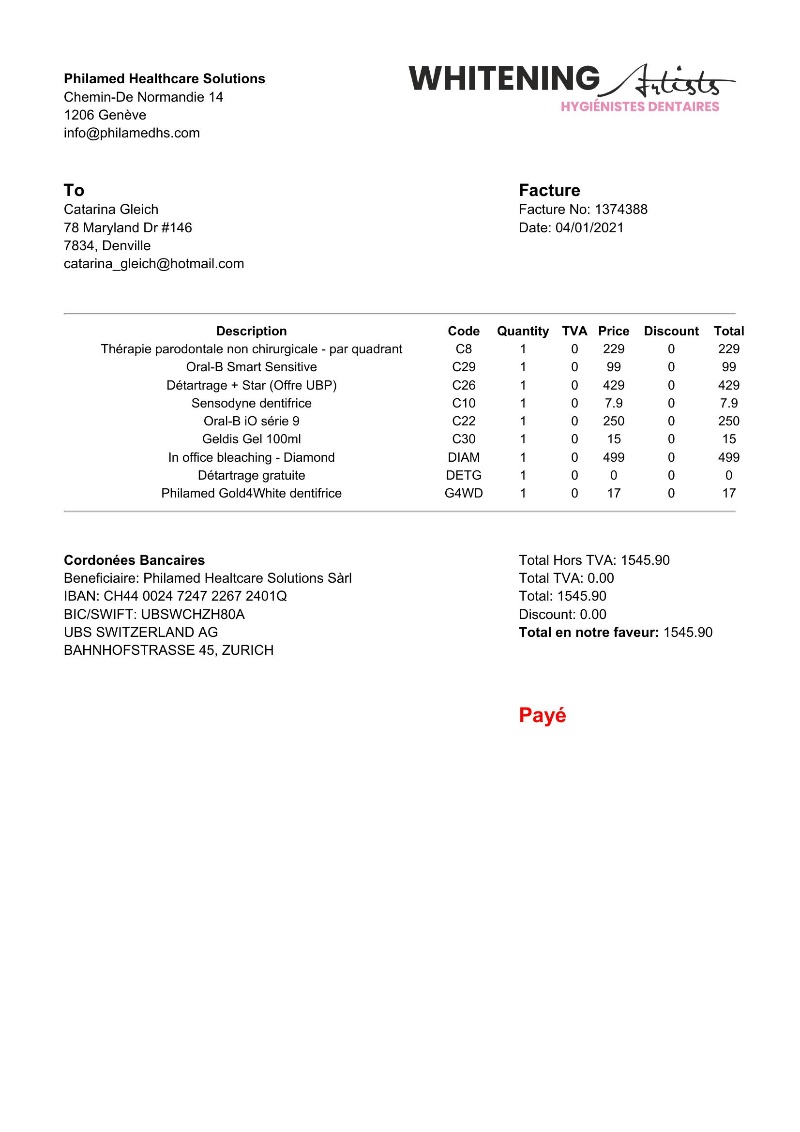 Philamed Healthcare Solutions
Chemin-De Normandie 14
1206 Genève
info@philamedhs.com
WHITENING Artists
HYGIÉNISTES DENTAIRES
To
Catarina Gleich
78 Maryland Dr #146
7834, Denville
catarina_gleich@hotmail.com
Facture
Facture No: 1374388
Date: 04/01/2021
Description Code Quantity TVA Price Discount Total
Thérapie parodontale non chirurgicale - par quadrant C8 1 0 229 0 229
Oral-B Smart Sensitive C29 1 0 99 0 99
Détartrage + Star (Offre UBP) C26 1 0 429 0 429
Sensodyne dentifrice C10 1 0 7.9 0 7.9
Oral-B iO série 9 C22 1 0 250 0 250
Geldis Gel 100ml C30 1 0 15 0 15
In office bleaching - Diamond DIAM 1 0 499 0 499
Détartrage gratuite DETG 1 0 0 0 0
Philamed Gold4White dentifrice G4WD 1 0 17 0 17
Cordonées Bancaires
Beneficiaire: Philamed Healtcare Solutions Sàrl
IBAN: CH44 0024 7247 2267 2401Q
BIC/SWIFT: UBSWCHZH80A
UBS SWITZERLAND AG
BAHNHOFSTRASSE 45, ZURICH
Total Hors TVA: 1545.90
Total TVA: 0.00
Total: 1545.90
Discount: 0.00
Total en notre faveur: 1545.90
Payé